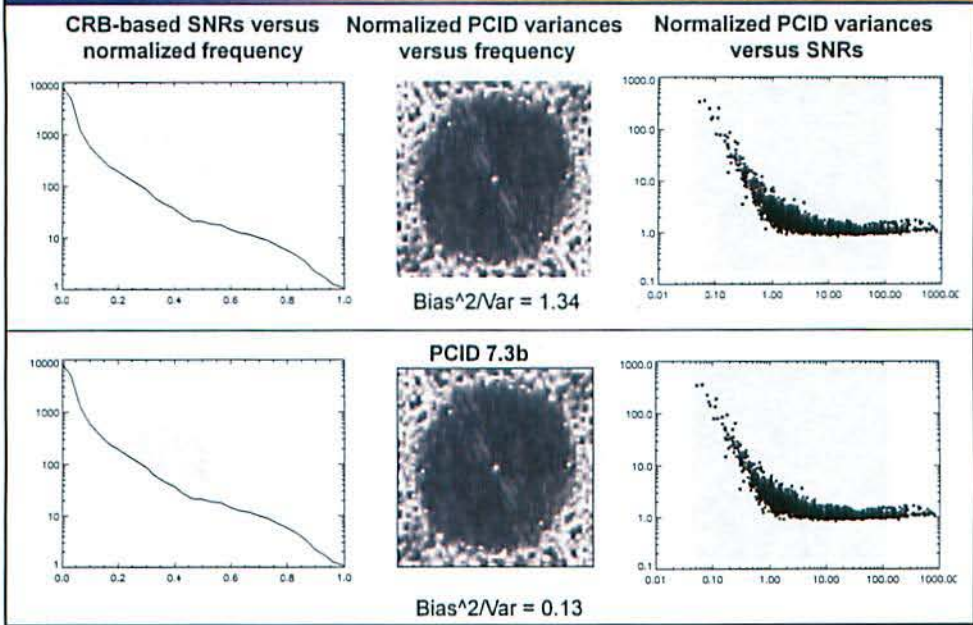 CRB-based SNRs versus
normalized frequency
Normalized PCID variances
versus frequency
Normalized PCID variances
versus SNRs
10000
1000
100
10
1
0.0 0.2 0.4 0.6 0.8 1.0
Bias^2/Var = 1.34
1000.0
100.0
10.0
1.0
0.1
0.01 0.10 1.00 10.00 100.00 1000.00
10000
1000
100
10
1
0.0 0.2 0.4 0.6 0.8 1.0
PCID 7.3b
Bias^2/Var = 0.13
1000.0
100.0
10.0
1.0
0.1
0.01 0.10 1.00 10.00 100.00 1000.00